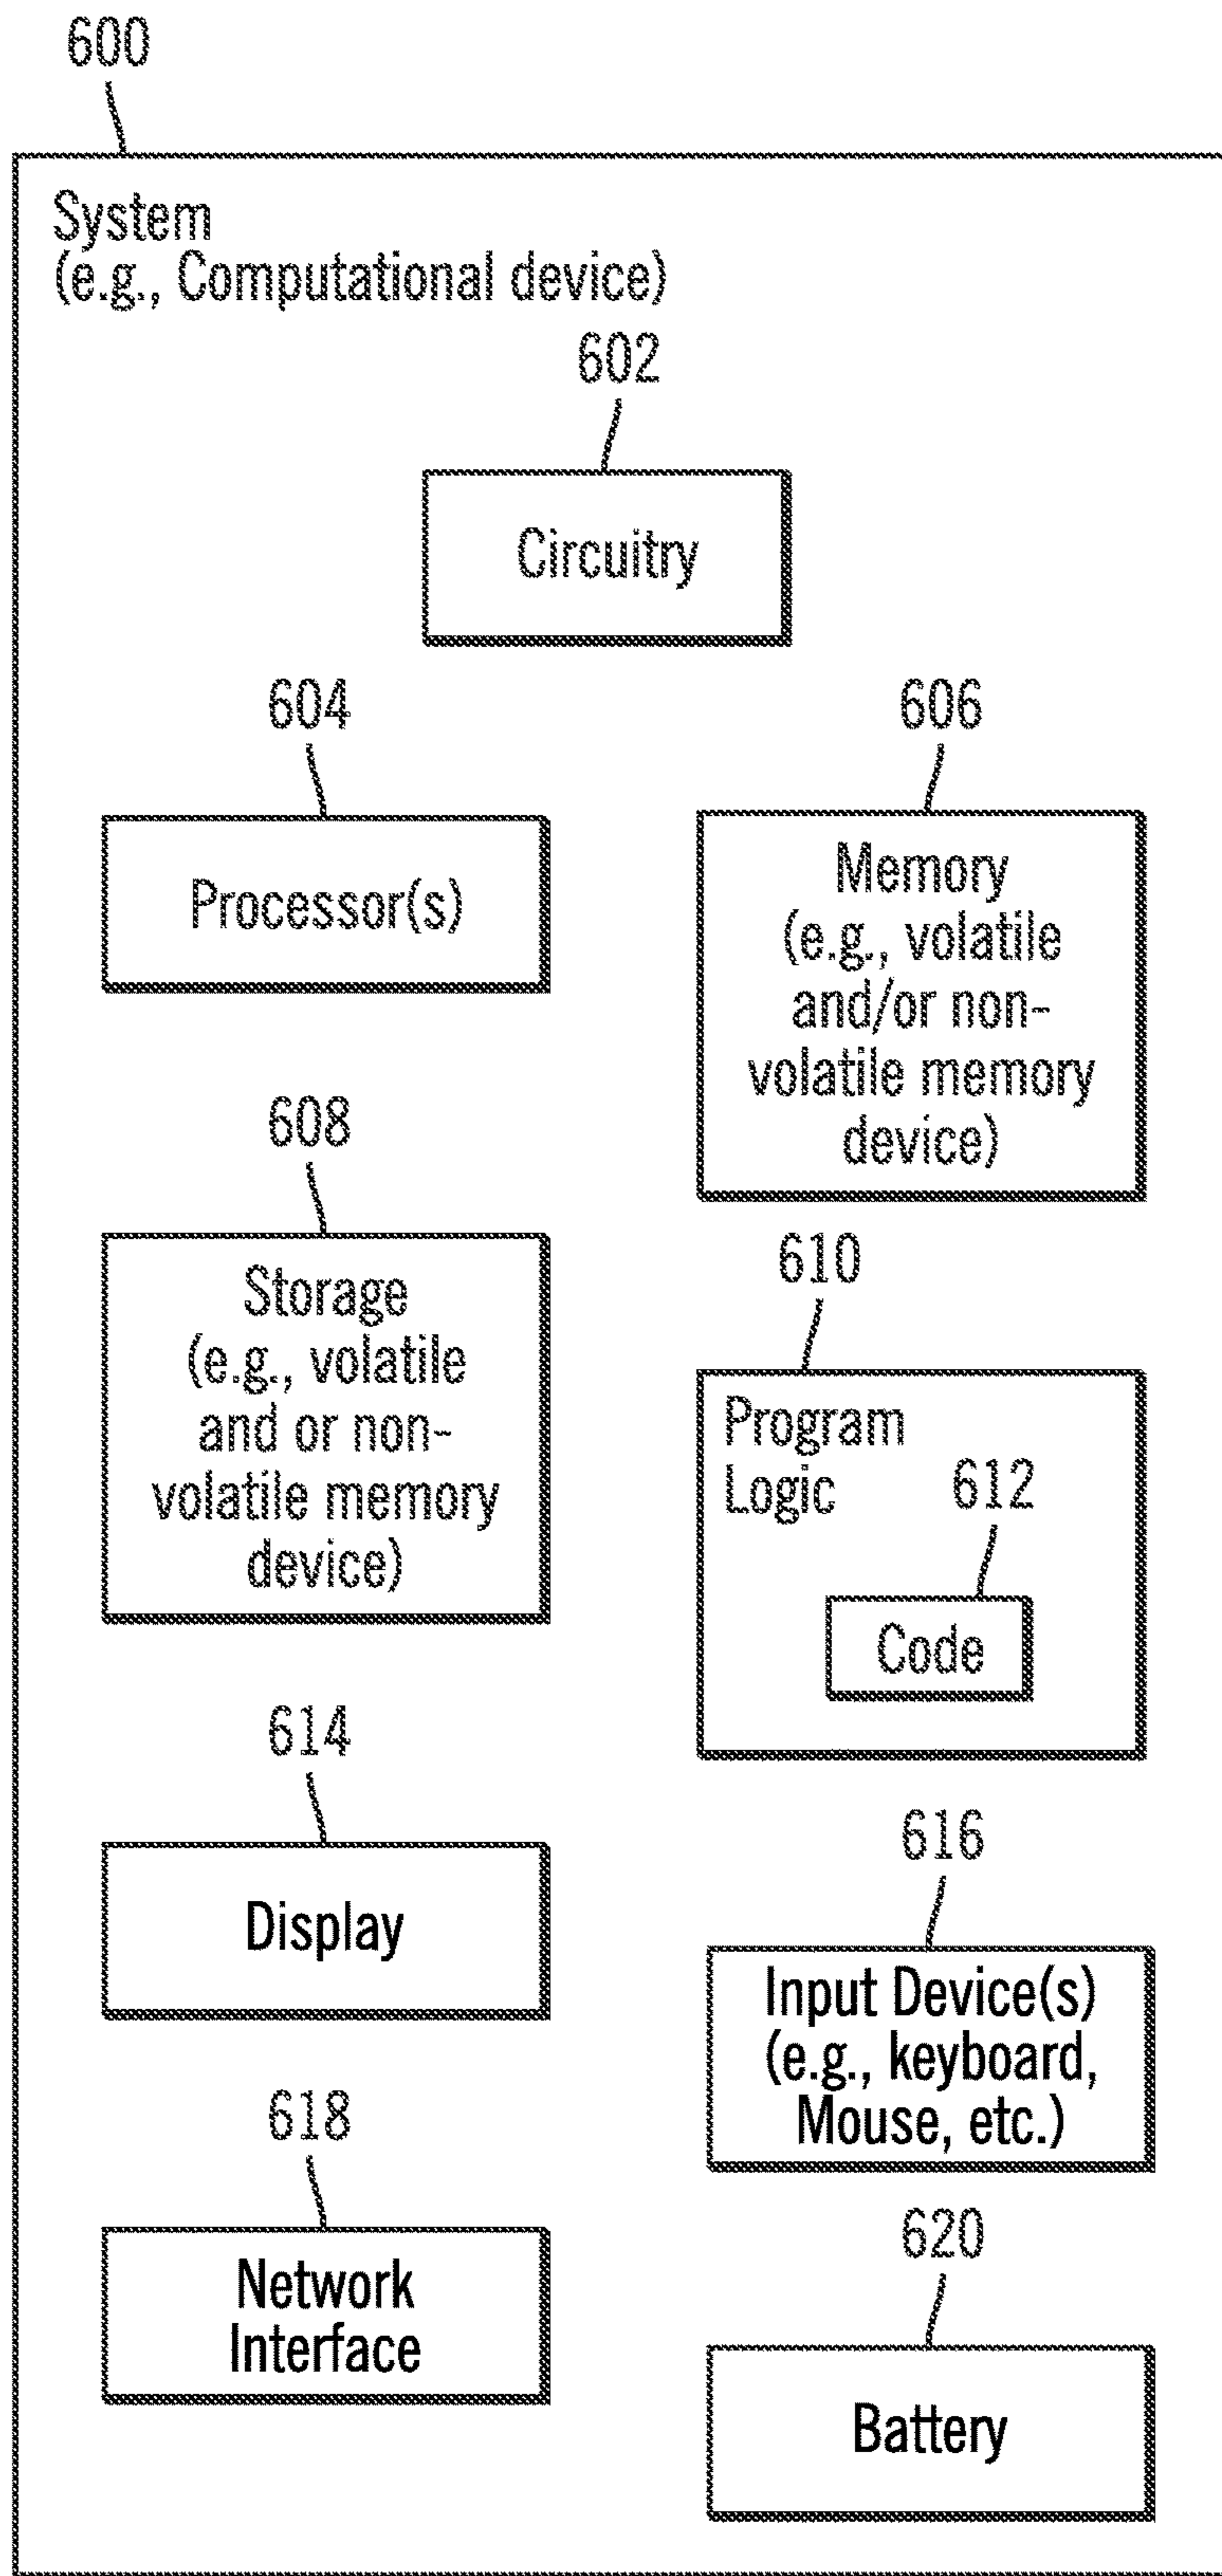 600
System
(e.g., Computational device)
602
Circuitry
604
Processor(s)
606
Memory
(e.g., volatile
and/or non-
volatile memory
device)
608
Storage
(e.g., volatile
and or non-
volatile memory
device)
610
Program
Logic
612
Code
614
Display
616
Input Device(s)
(e.g., keyboard,
Mouse, etc.)
618
Network
Interface
620
Battery